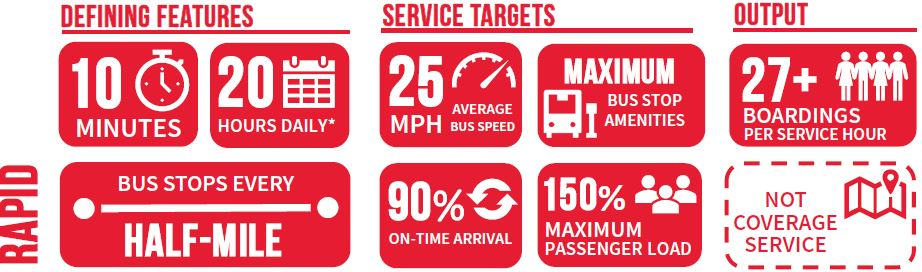 DEFINING FEATURES
SERVICE TARGETS
OUTPUT
RAPID
10
MINUTES
20
HOURS DAILY*
BUS STOPS EVERY
HALF-MILE
25
MPH
AVERAGE
BUS SPEED
MAXIMUM
BUS STOP
AMENITIES
90%
ON-TIME ARRIVAL
150%
MAXIMUM
PASSENGER LOAD
27+
BOARDINGS
PER SERVICE HOUR
NOT
COVERAGE
SERVICE